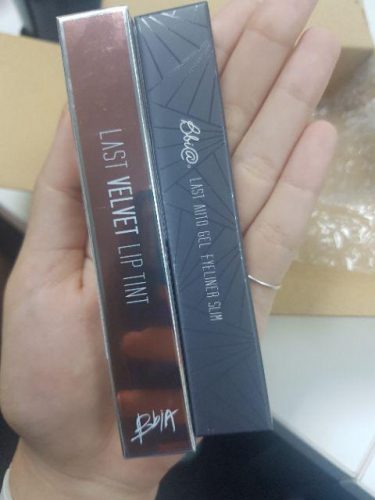 LAST VELVET LIP TINT
BbIA
Bbi@.
LAST AUTO GEL EYELINER SLIM